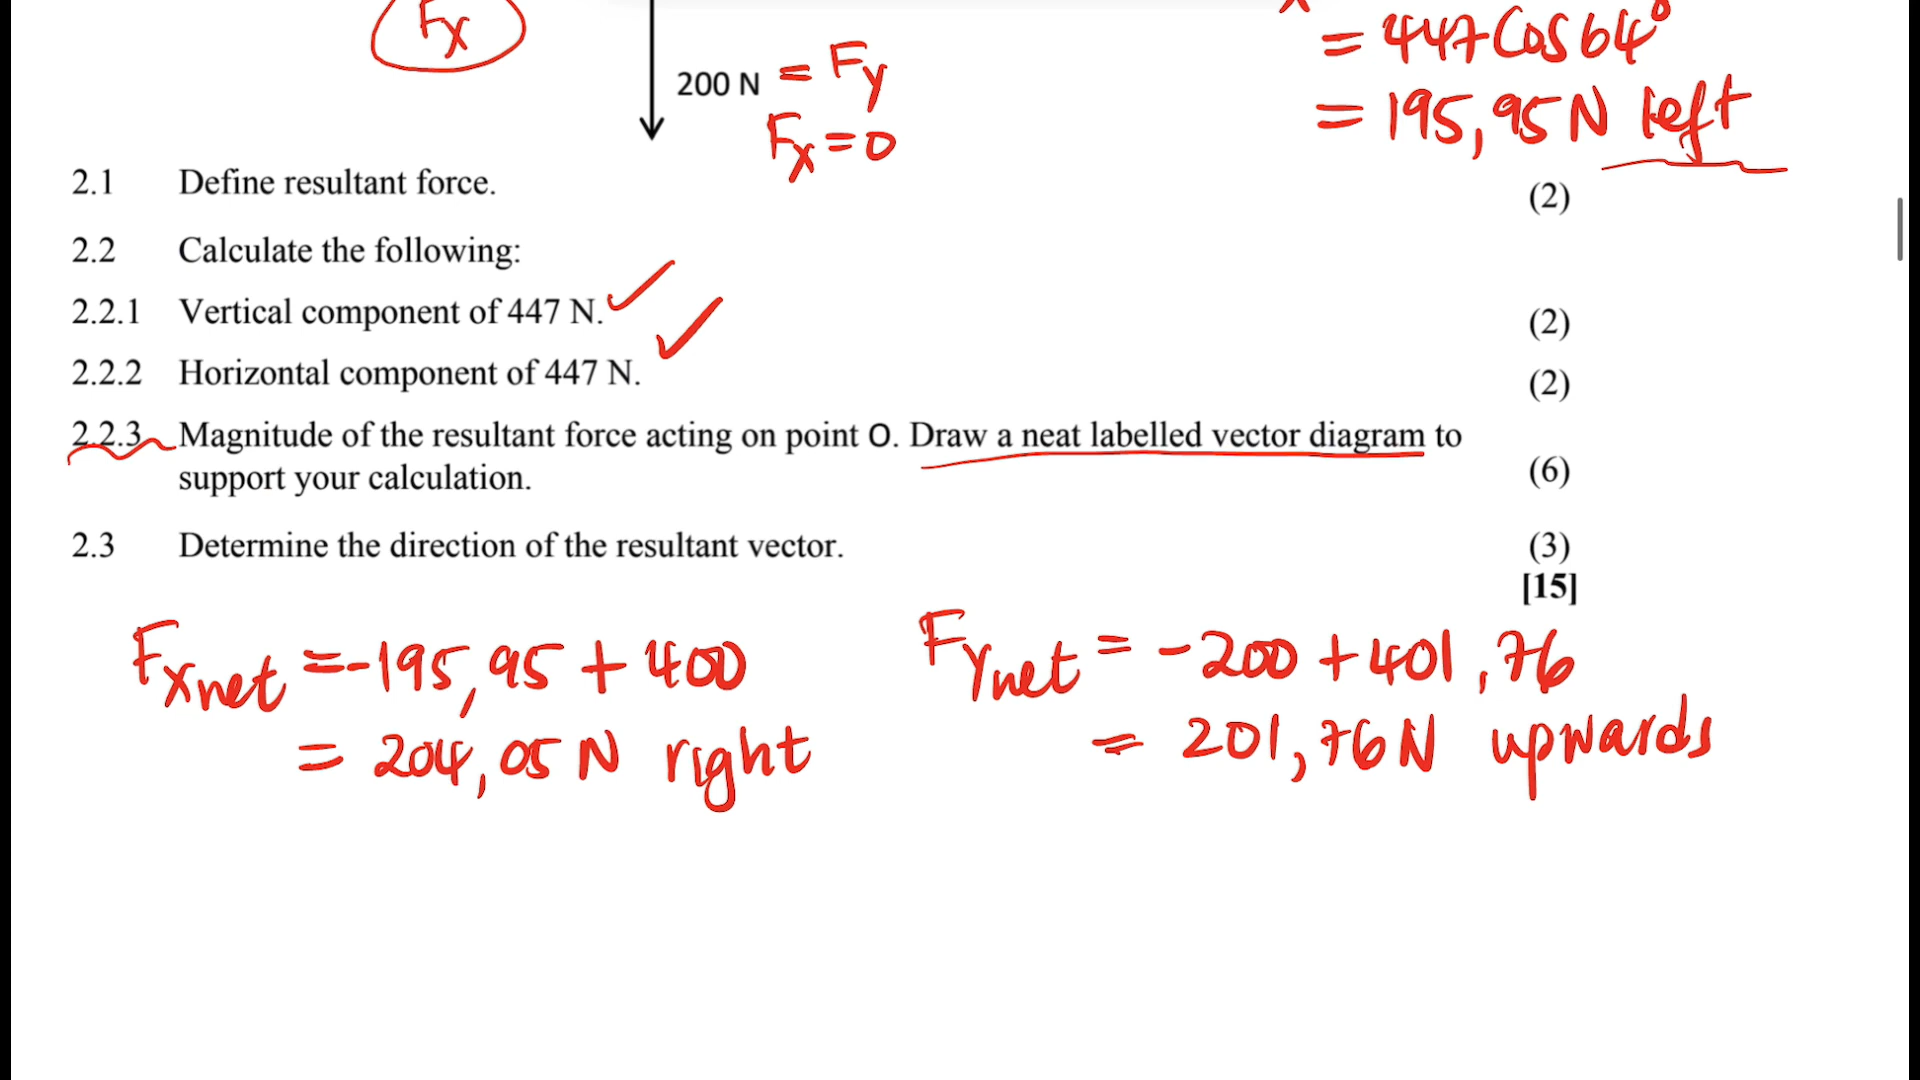 Fx
= 447 Cos 64°
200 N = Fy
= 195,95 N left
Fx = 0
2.1 Define resultant force. (2)
2.2 Calculate the following:
2.2.1 Vertical component of 447 N. (2)
2.2.2 Horizontal component of 447 N. (2)
2.2.3 Magnitude of the resultant force acting on point O. Draw a neat labelled vector diagram to
support your calculation. (6)
2.3 Determine the direction of the resultant vector. (3)
[15]
Fxnet = -195,95 + 400
= 204,05 N right
Fynet = -200 + 401,76
= 201,76 N upwards